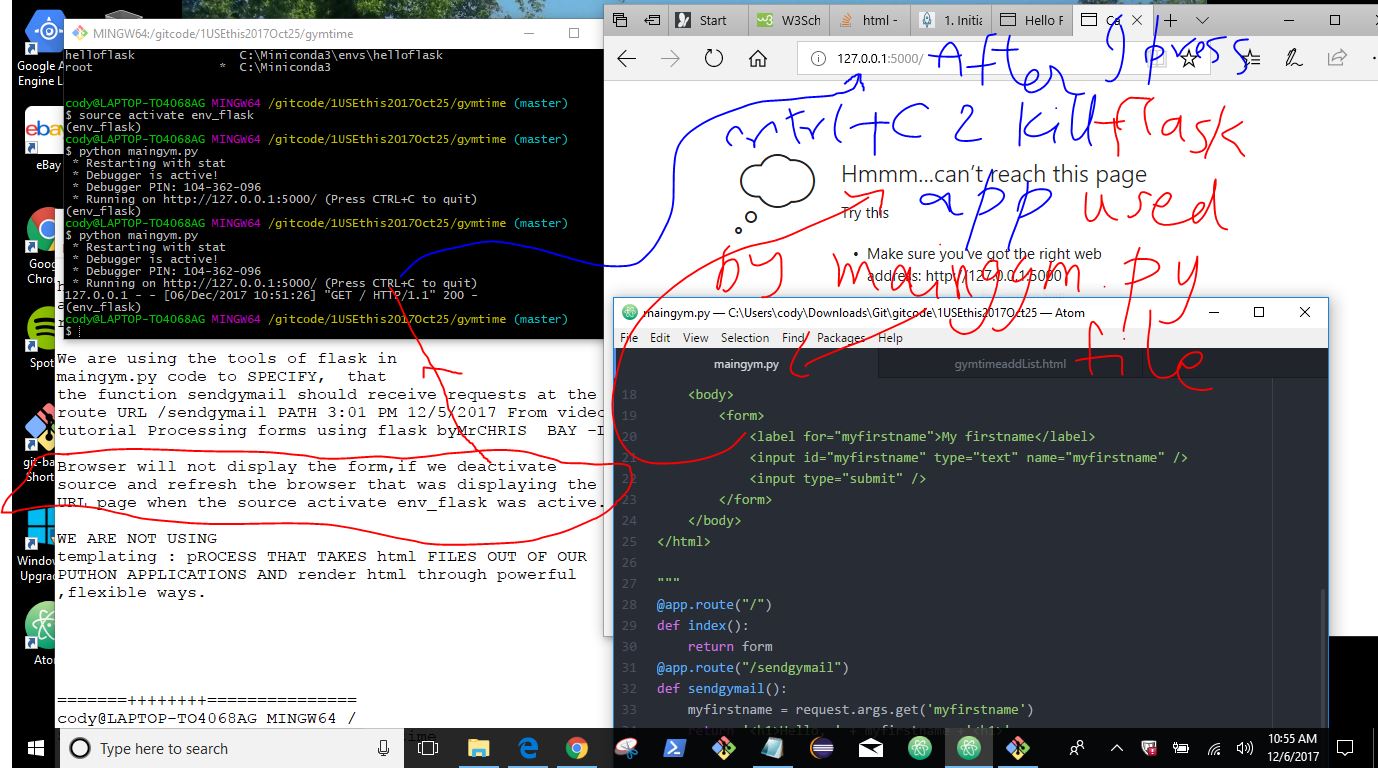 MINGW64:/gitcode/1USEthis2017Oct25/gymtime
helloflask C:\Miniconda3\envs\helloflask
root * C:\Miniconda3
cody@LAPTOP-TO4068AG MINGW64 /gitcode/1USEthis2017Oct25/gymtime (master)
$ source activate env_flask
(env_flask)
cody@LAPTOP-TO4068AG MINGW64 /gitcode/1USEthis2017Oct25/gymtime (master)
$ python maingym.py
* Restarting with stat
* Debugger is active!
* Debugger PIN: 104-362-096
* Running on http://127.0.0.1:5000/ (Press CTRL+C to quit)
(env_flask)
cody@LAPTOP-TO4068AG MINGW64 /gitcode/1USEthis2017Oct25/gymtime (master)
$ python maingym.py
* Restarting with stat
* Debugger is active!
* Debugger PIN: 104-362-096
* Running on http://127.0.0.1:5000/ (Press CTRL+C to quit)
127.0.0.1 - - [06/Dec/2017 10:51:26] "GET / HTTP/1.1" 200 -
(env_flask)
cody@LAPTOP-TO4068AG MINGW64 /gitcode/1USEthis2017Oct25/gymtime (master)
$
Google A
Engine L
eBay
Goog
Chro
Spot
git-ba
Short
Window
Upgra
Ato
We are using the tools of flask in
maingym.py code to SPECIFY, that
the function sendgymail should receive requests at the
route URL /sendgymail PATH 3:01 PM 12/5/2017 From video
tutorial Processing forms using flask byMrCHRIS BAY -
Browser will not display the form,if we deactivate
source and refresh the browser that was displaying the
URL page when the source activate env_flask was active.
WE ARE NOT USING
templating : pROCESS THAT TAKES html FILES OUT OF OUR
PUTHON APPLICATIONS AND render html through powerful
,flexible ways.
=======++++++++===============
cody@LAPTOP-TO4068AG MINGW64 /
Start
W3Sch
html -
1. Initia
Hello F
127.0.0.1:5000/
After I press
cntrl+C 2 kill flask
app used
by maingym.py
file
Hmmm...can't reach this page
Try this
• Make sure you've got the right web
address: http://127.0.0.1:5000
maingym.py — C:\Users\cody\Downloads\Git\gitcode\1USEthis2017Oct25 — Atom
File Edit View Selection Find Packages Help
maingym.py gymtimeaddList.html
18 <body>
19 <form>
20 <label for="myfirstname">My firstname</label>
21 <input id="myfirstname" type="text" name="myfirstname" />
22 <input type="submit" />
23 </form>
24 </body>
25 </html>
26
27 """
28 @app.route("/")
29 def index():
30 return form
31 @app.route("/sendgymail")
32 def sendgymail():
33 myfirstname = request.args.get('myfirstname')
Type here to search
10:55 AM
12/6/2017